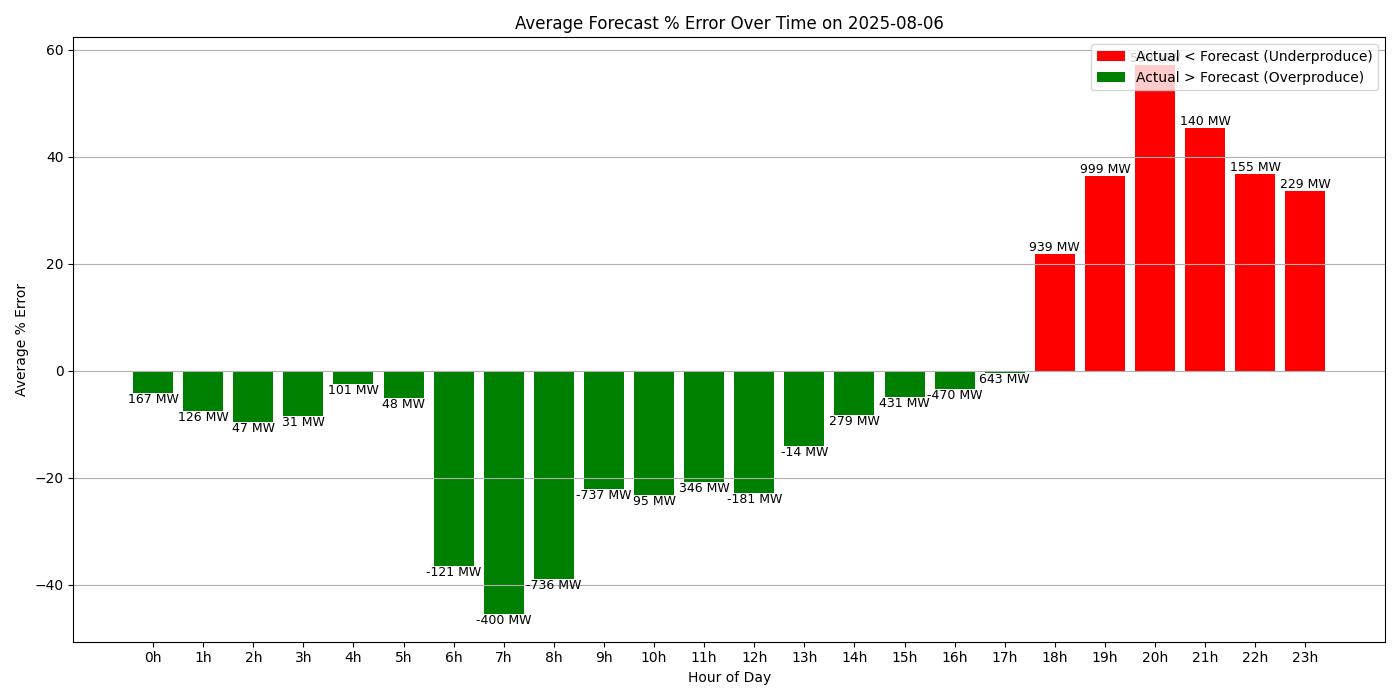 Average Forecast % Error Over Time on 2025-08-06
Actual < Forecast (Underproduce)
Actual > Forecast (Overproduce)
Average % Error
60
40
20
0
−20
−40
167 MW
126 MW
47 MW
31 MW
101 MW
48 MW
-121 MW
-400 MW
-736 MW
-737 MW
95 MW
346 MW
-181 MW
-14 MW
279 MW
431 MW
-470 MW
643 MW
939 MW
999 MW
140 MW
155 MW
229 MW
0h 1h 2h 3h 4h 5h 6h 7h 8h 9h 10h 11h 12h 13h 14h 15h 16h 17h 18h 19h 20h 21h 22h 23h
Hour of Day